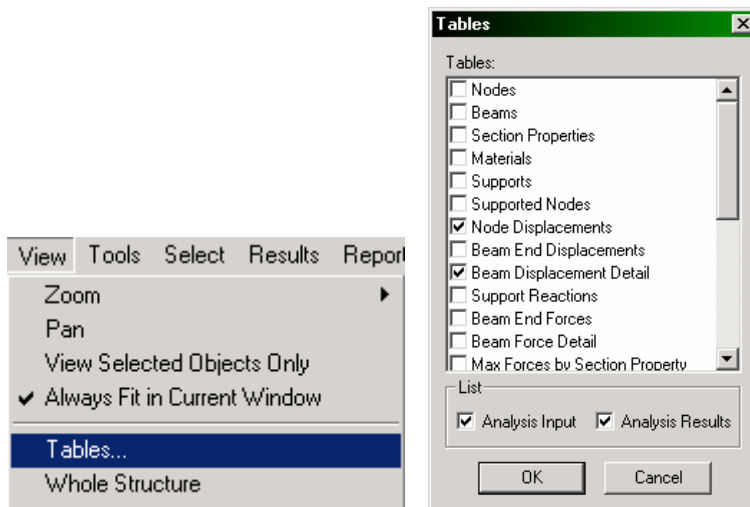 View Tools Select Results Report
Zoom
Pan
View Selected Objects Only
Always Fit in Current Window
Tables...
Whole Structure
Tables
Tables:
Nodes
Beams
Section Properties
Materials
Supports
Supported Nodes
Node Displacements
Beam End Displacements
Beam Displacement Detail
Support Reactions
Beam End Forces
Beam Force Detail
Max Forces by Section Property
List
Analysis Input Analysis Results
OK Cancel